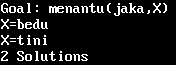 Goal: menantu(jaka,X)
X=bedu
X=tini
2 Solutions